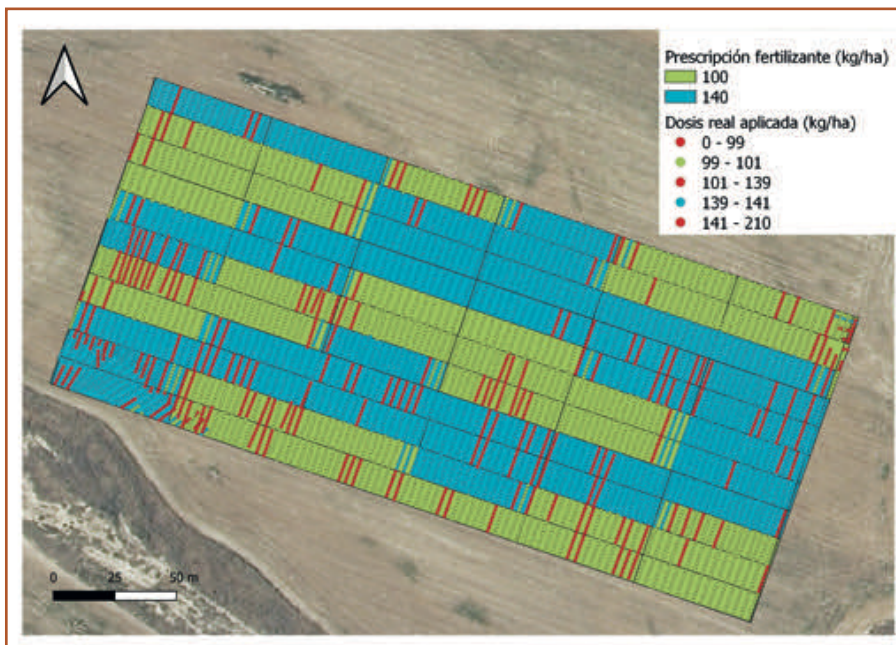 Prescripción fertilizante (kg/ha)
100
140
Dosis real aplicada (kg/ha)
0 - 99
99 - 101
101 - 139
139 - 141
141 - 210
0 25 50 m